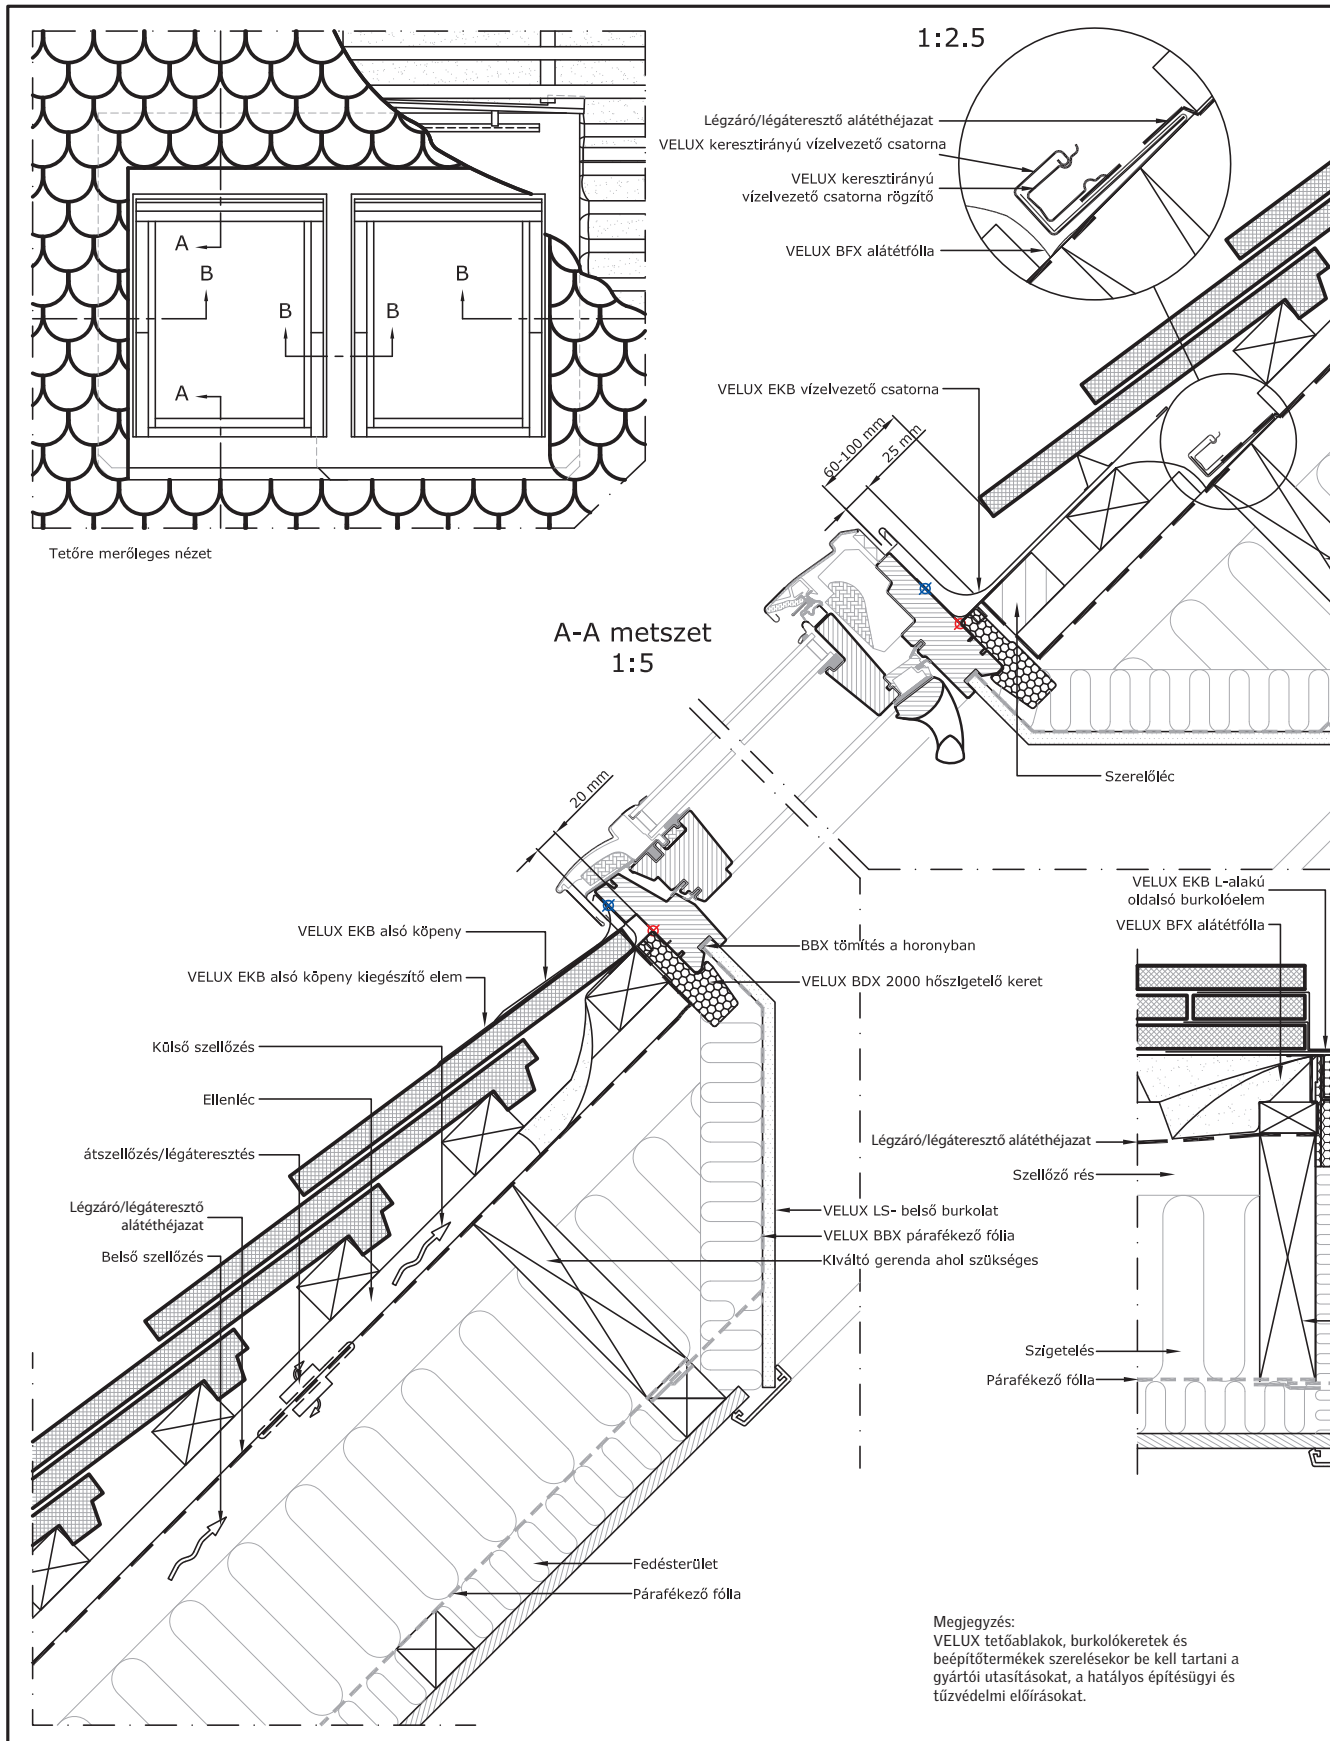 1:2.5
Légzáró/légáteresztő alátéthéjazat
VELUX keresztirányú vízelvezető csatorna
VELUX keresztirányú
vízelvezető csatorna rögzítő
VELUX BFX alátétfólia
A
B
B
B
B
A
Tetőre merőleges nézet
VELUX EKB vízelvezető csatorna
60-100 mm
25 mm
A-A metszet
1:5
Szerelőléc
20 mm
VELUX EKB L-alakú
oldalsó burkolóelem
VELUX BFX alátétfólia
VELUX EKB alsó köpeny
BBX tömítés a horonyban
VELUX EKB alsó köpeny kiegészítő elem
VELUX BDX 2000 hőszigetelő keret
Külső szellőzés
Ellenléc
átszellőzés/légáteresztés
Légzáró/légáteresztő
alátéthéjazat
Belső szellőzés
Légzáró/légáteresztő alátéthéjazat
Szellőző rés
VELUX LS- belső burkolat
VELUX BBX párafékező fólia
Kiváltó gerenda ahol szükséges
Szigetelés
Párafékező fólia
Fedésterület
Párafékező fólia
Megjegyzés:
VELUX tetőablakok, burkolókeretek és
beépítőtermékek szerelésekor be kell tartani a
gyártói utasításokat, a hatályos építésügyi és
tűzvédelmi előírásokat.